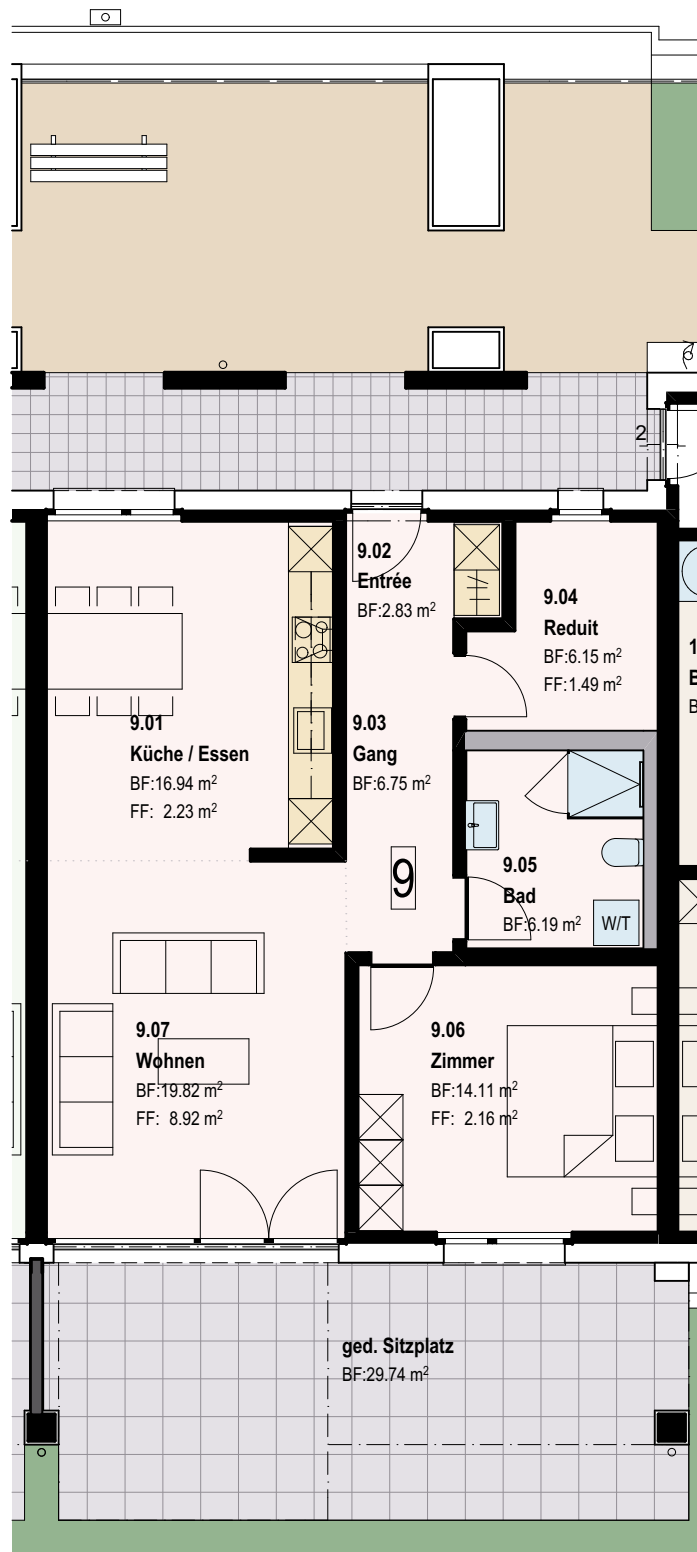 2
9.02
Entrée
BF:2.83 m²
9.04
Reduit
BF:6.15 m²
FF:1.49 m²
9.01
Küche / Essen
BF:16.94 m²
FF: 2.23 m²
9.03
Gang
BF:6.75 m²
1
B
B
9
9.05
Bad
BF:6.19 m²
W/T
9.07
Wohnen
BF:19.82 m²
FF: 8.92 m²
9.06
Zimmer
BF:14.11 m²
FF: 2.16 m²
ged. Sitzplatz
BF:29.74 m²